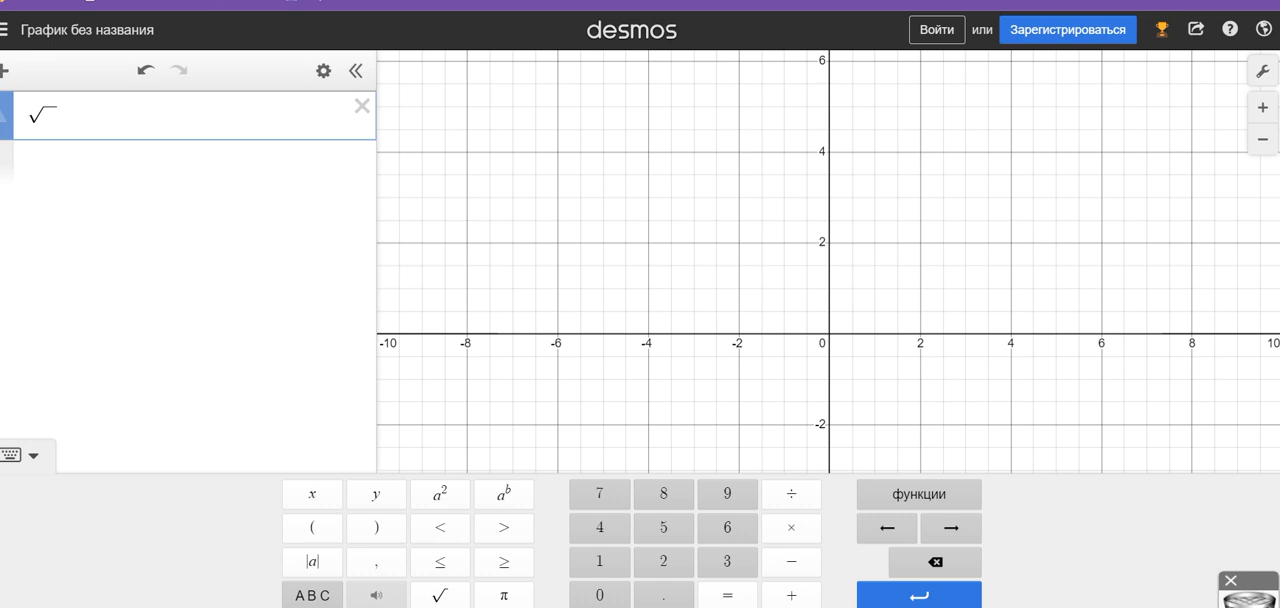 График без названия
desmos
Войти или Зарегистрироваться
√
6
4
2
-10 -8 -6 -4 -2 0 2 4 6 8 10
-2
x y a² aᵇ 7 8 9 ÷ функции
( ) < > 4 5 6 × ← →
|a| , ≤ ≥ 1 2 3 −
A B C √ π 0 . = +